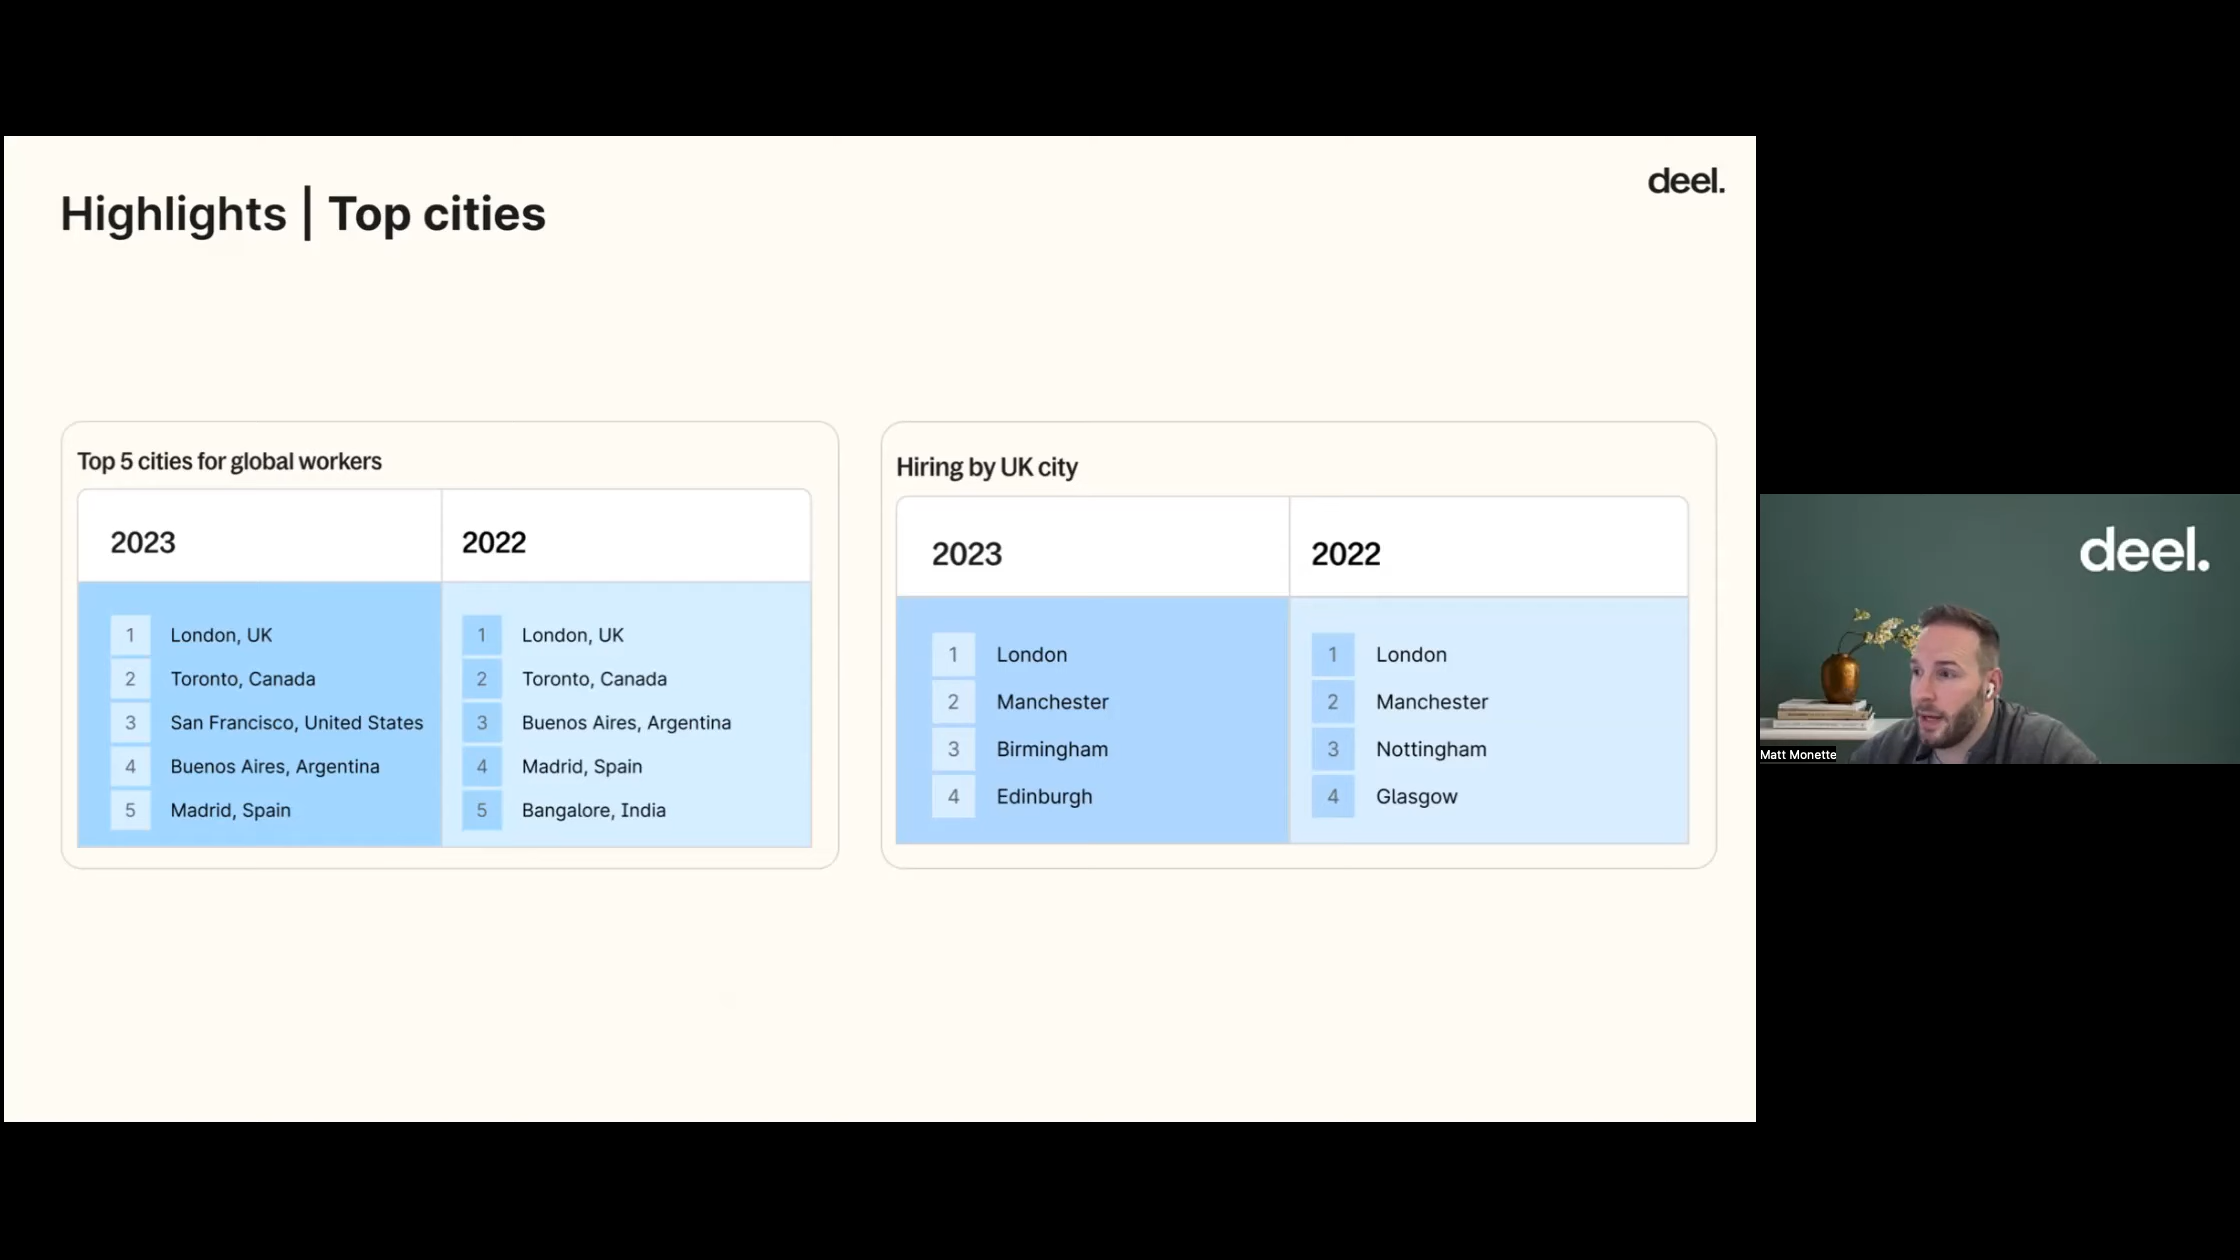 deel.
Highlights | Top cities
Top 5 cities for global workers
2023
2022
1 London, UK
2 Toronto, Canada
3 San Francisco, United States
4 Buenos Aires, Argentina
5 Madrid, Spain
1 London, UK
2 Toronto, Canada
3 Buenos Aires, Argentina
4 Madrid, Spain
5 Bangalore, India
Hiring by UK city
2023
2022
1 London
2 Manchester
3 Birmingham
4 Edinburgh
1 London
2 Manchester
3 Nottingham
4 Glasgow
deel.
Matt Monette